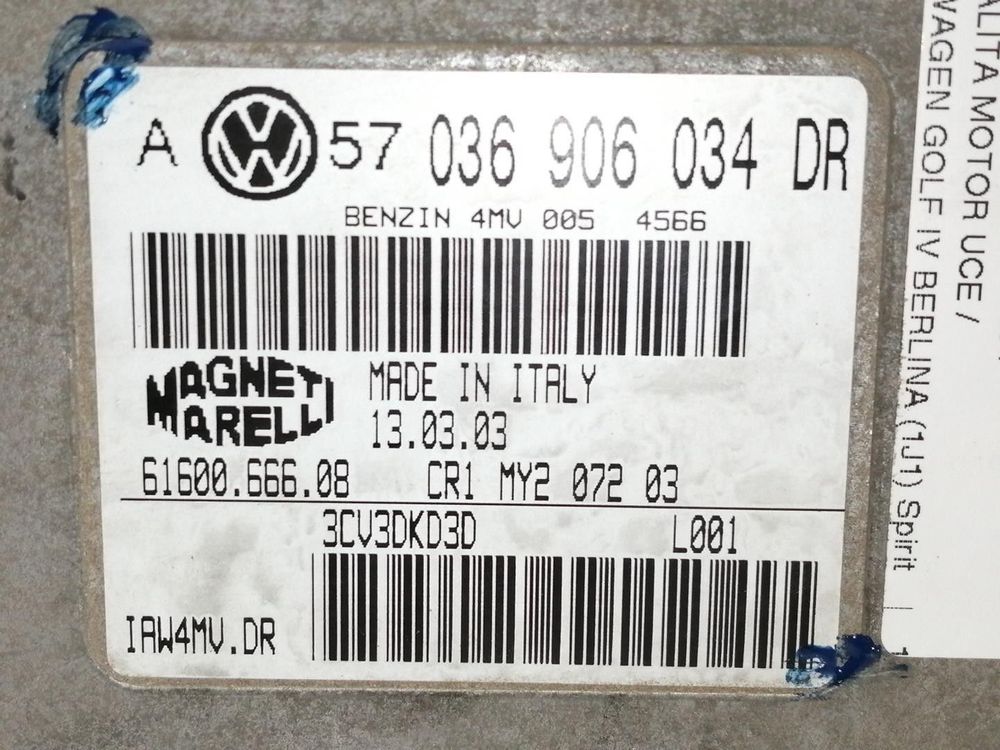 A VW 57 036 906 034 DR
BENZIN 4MV 005 4566
MAGNETI
MARELLI
MADE IN ITALY
13.03.03
61600.666.08 CR1 MY2 072 03
3CV3DKD3D L001
IAW4MV.DR
ALITA MOTOR UCE /
WAGEN GOLF IV BERLINA (1J1) Spirit